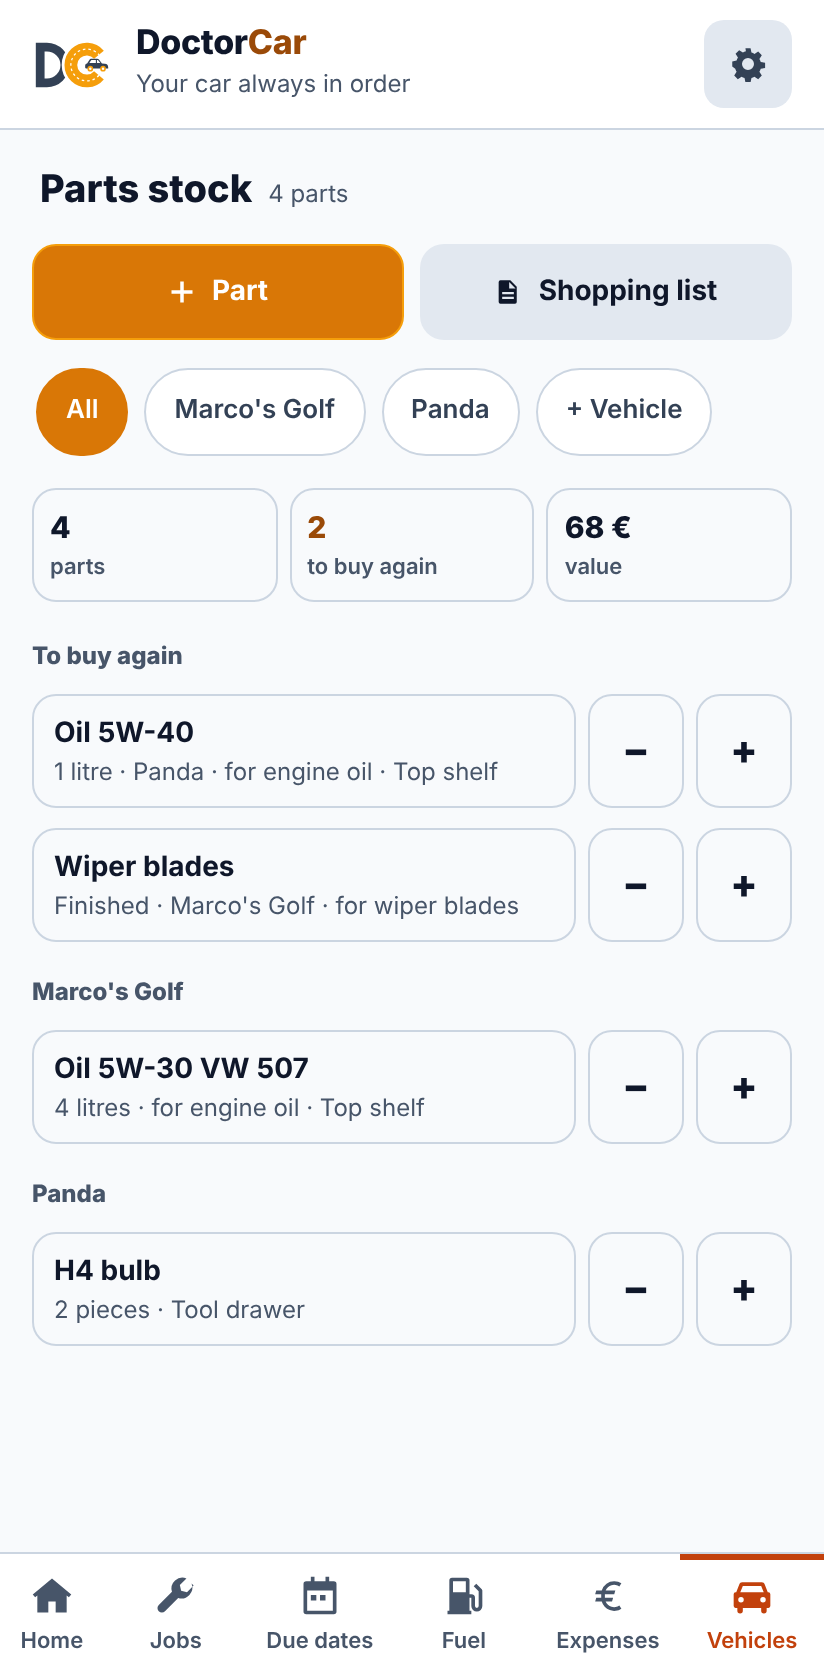 DC
DoctorCar
Your car always in order
Parts stock 4 parts
+ Part
Shopping list
All
Marco's Golf
Panda
+ Vehicle
4
parts
2
to buy again
68 €
value
To buy again
Oil 5W-40
1 litre · Panda · for engine oil · Top shelf
− +
Wiper blades
Finished · Marco's Golf · for wiper blades
− +
Marco's Golf
Oil 5W-30 VW 507
4 litres · for engine oil · Top shelf
− +
Panda
H4 bulb
2 pieces · Tool drawer
− +
Home
Jobs
Due dates
Fuel
€
Expenses
Vehicles